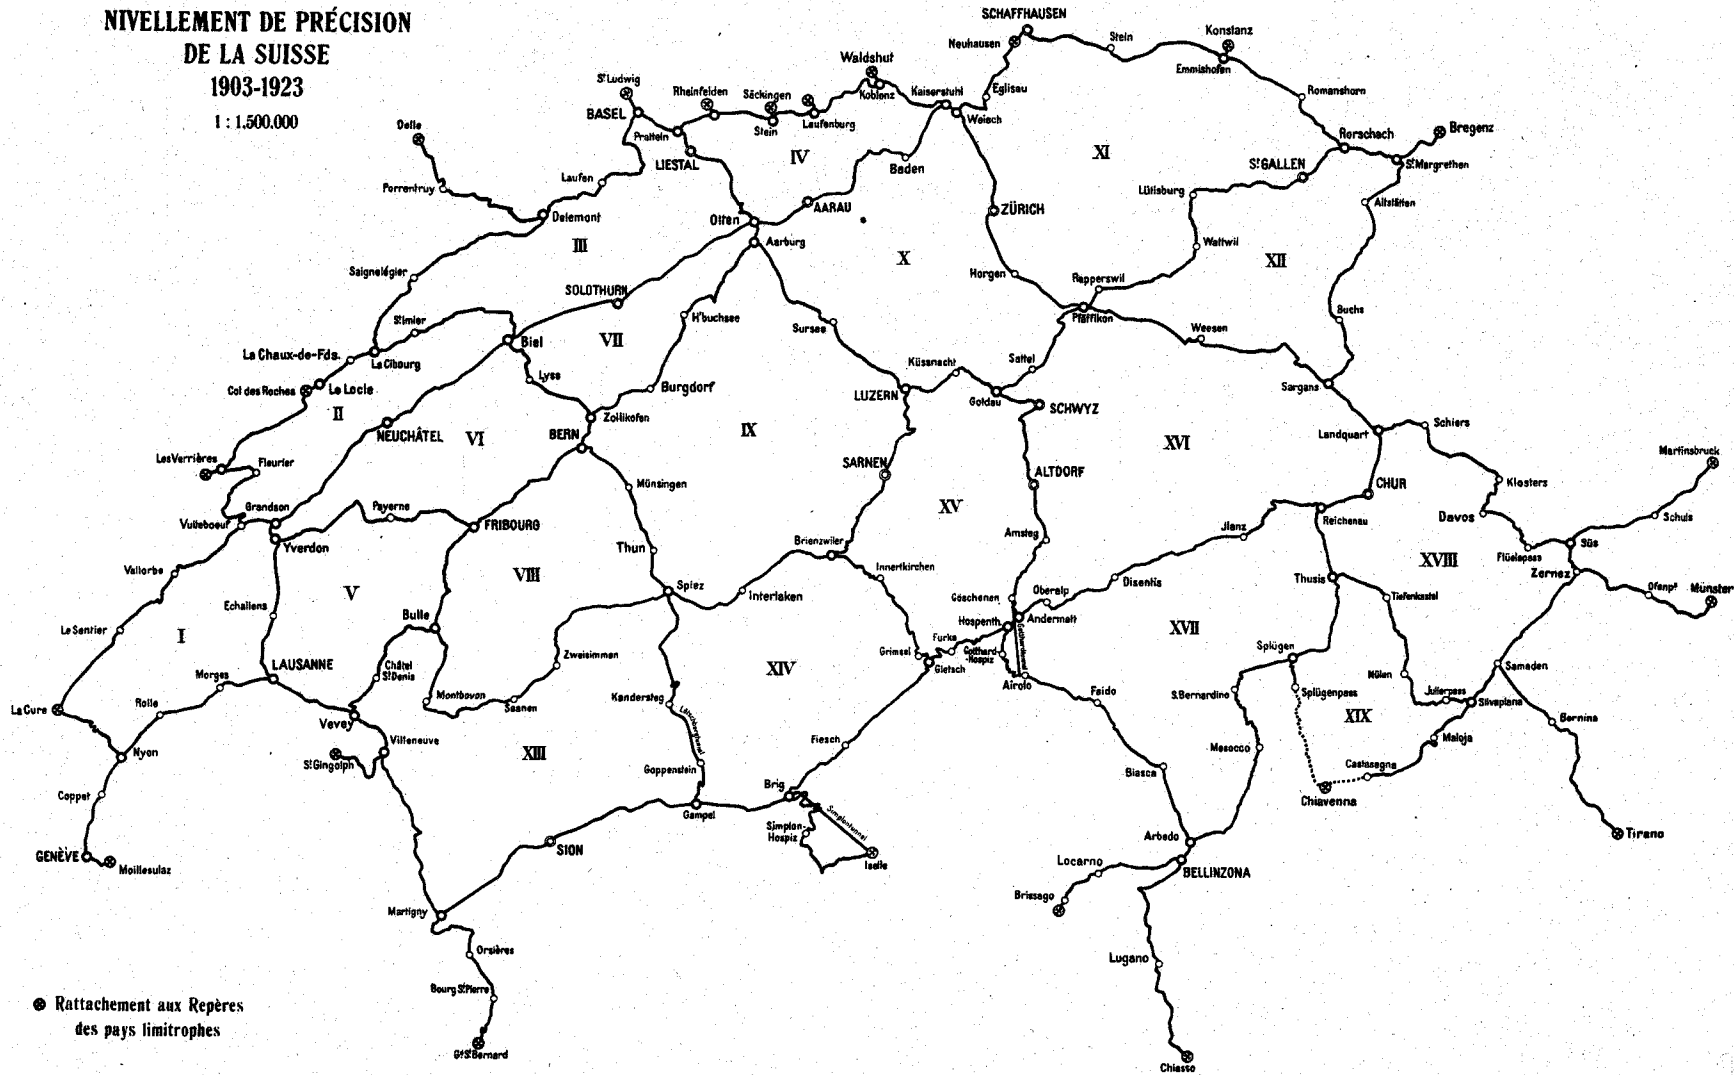 NIVELLEMENT DE PRÉCISION
DE LA SUISSE
1903-1923
1 : 1.500.000
SCHAFFHAUSEN
Neuhausen
Stein
Konstanz
Emmishofen
Waldshut
Koblenz
Kaiserstuhl
Eglisau
Weiach
Romanshorn
St Ludwig
Rheinfelden
Säckingen
BASEL
Pratteln
Stein
Laufenburg
Delle
LIESTAL
IV
Baden
XI
Rorschach
Bregenz
St GALLEN
St Margrethen
Porrentruy
Laufen
Delemont
Olten
AARAU
ZÜRICH
Lütisburg
Altstätten
III
Aarburg
X
Wattwil
XII
Saignelégier
SOLOTHURN
Horgen
Rapperswil
Pfäffikon
Buchs
St Imier
H'buchsee
Sursee
Weesen
La Chaux-de-Fds.
La Cibourg
Biel
VII
Küssnacht
Sattel
Col des Roches
Le Locle
Lyss
Burgdorf
LUZERN
Goldau
SCHWYZ
Sargans
II
NEUCHÂTEL
VI
Zollikofen
BERN
IX
XVI
Landquart
Schiers
Les Verrières
Fleurier
Münsingen
SARNEN
ALTDORF
CHUR
Klosters
Martinsbruck
Vuiteboeuf
Grandson
Payerne
FRIBOURG
XV
Jlanz
Reichenau
Davos
Schuls
Yverdon
Thun
Brienzwiler
Amsteg
Flüelapass
Süs
Vallorbe
VIII
Innertkirchen
Disentis
Thusis
XVIII
Zernez
V
Spiez
Interlaken
Göschenen
Oberalp
Tiefenkastel
Ofenpf
Münster
Echallens
Bulle
Hospenth.
Andermatt
XVII
Le Sentier
I
Furka
Gotthardtunnel
Splügen
Zweisimmen
XIV
Grimsel
Gletsch
Gotthard-
Hospiz
Airolo
Samaden
LAUSANNE
Châtel
St Denis
Morges
Montbovon
Saanen
Kandersteg
Faido
S. Bernardino
Splügenpass
Mülen
Julierpass
Silvaplana
La Cure
Rolle
Vevey
Lötschbergtunnel
XIX
Bernina
Nyon
Villeneuve
St Gingolph
XIII
Goppenstein
Fiesch
Biasca
Mesocco
Maloja
Castasegna
Coppet
Gampel
Brig
Simplontunnel
Chiavenna
GENÈVE
Moillesulaz
SION
Simplon-
Hospiz
Iselle
Arbedo
Tirano
Locarno
BELLINZONA
Brissago
Martigny
Orsières
Lugano
Bourg St Pierre
Gd St Bernard
Chiasso
Rattachement aux Repères
des pays limitrophes